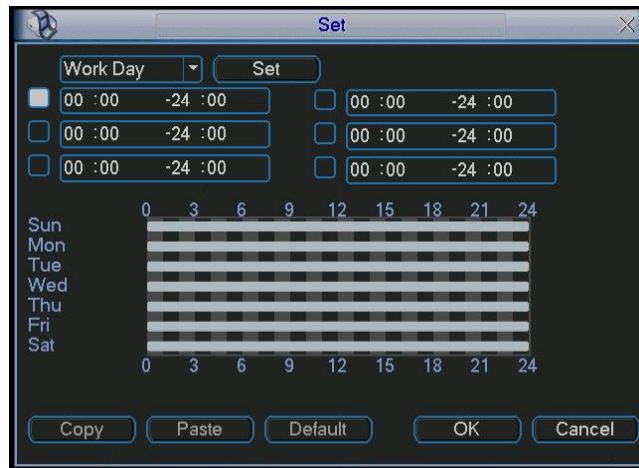 Set
Work Day Set
00 :00 -24 :00 00 :00 -24 :00
00 :00 -24 :00 00 :00 -24 :00
00 :00 -24 :00 00 :00 -24 :00
0 3 6 9 12 15 18 21 24
Sun
Mon
Tue
Wed
Thu
Fri
Sat
0 3 6 9 12 15 18 21 24
Copy Paste Default OK Cancel